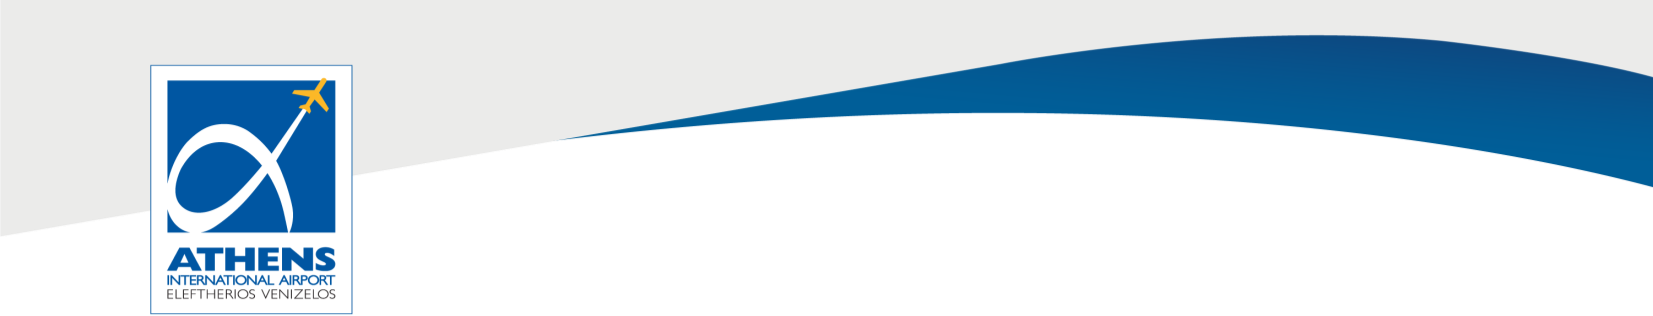 ATHENS
INTERNATIONAL AIRPORT
ELEFTHERIOS VENIZELOS